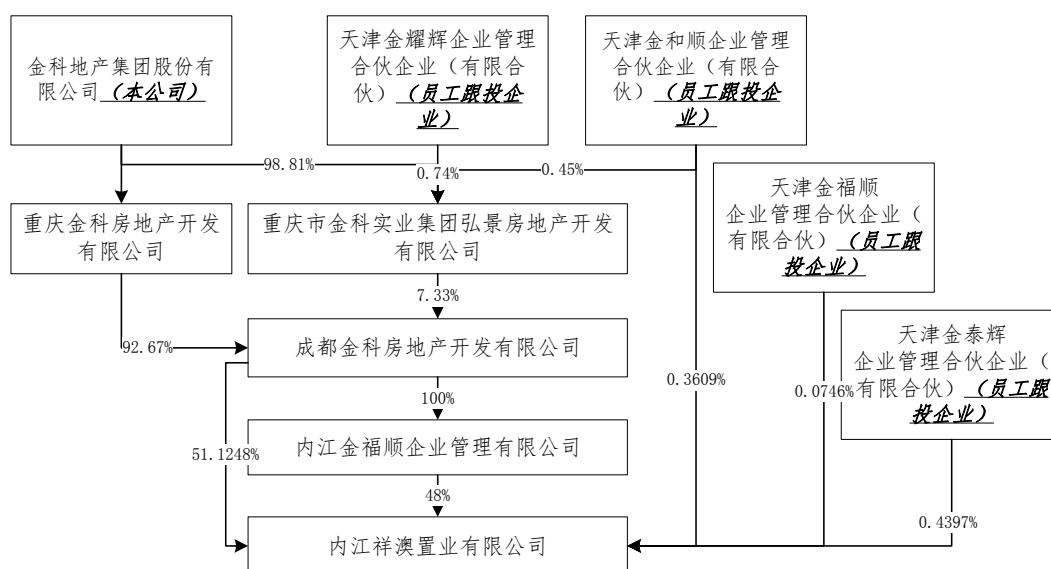 金科地产集团股份有
限公司（本公司）
天津金耀辉企业管理
合伙企业（有限合
伙）（员工跟投企
业）
天津金和顺企业管理
合伙企业（有限合
伙）（员工跟投企
业）
98.81%
0.74%
0.45%
重庆金科房地产开发
有限公司
重庆市金科实业集团弘景房地产开发
有限公司
天津金福顺
企业管理合伙企业（
有限合伙）（员工跟
投企业）
7.33%
92.67%
成都金科房地产开发有限公司
天津金泰辉
企业管理合伙企业（
有限合伙）（员工跟
投企业）
0.3609%
0.0746%
100%
51.1248%
内江金福顺企业管理有限公司
48%
0.4397%
内江祥澳置业有限公司